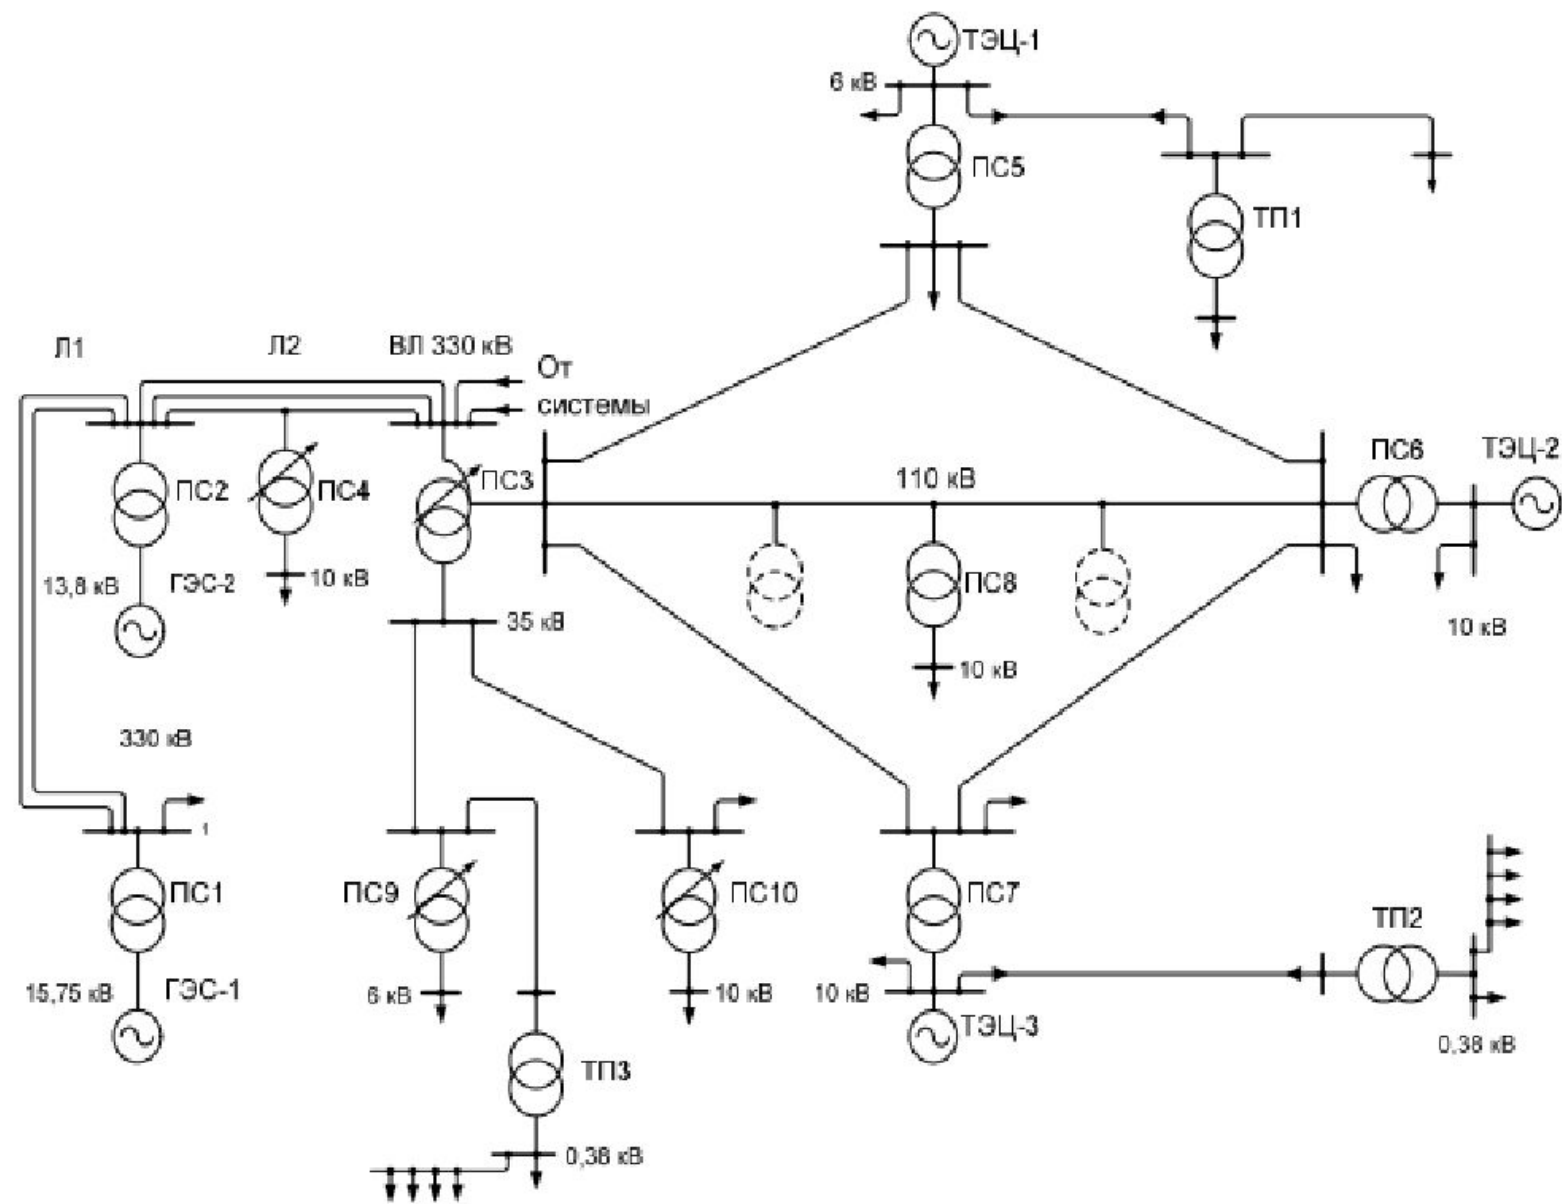 ТЭЦ-1
6 кВ
ПС5
ТП1
Л1
Л2
ВЛ 330 кВ
От
системы
ПС2
ПС4
ПС3
110 кВ
ПС6
ТЭЦ-2
13,8 кВ
ГЭС-2
10 кВ
35 кВ
ПС8
10 кВ
10 кВ
330 кВ
1
ПС1
ПС9
ПС10
ПС7
ТП2
15,75 кВ
ГЭС-1
6 кВ
10 кВ
10 кВ
ТЭЦ-3
0,38 кВ
ТП3
0,38 кВ